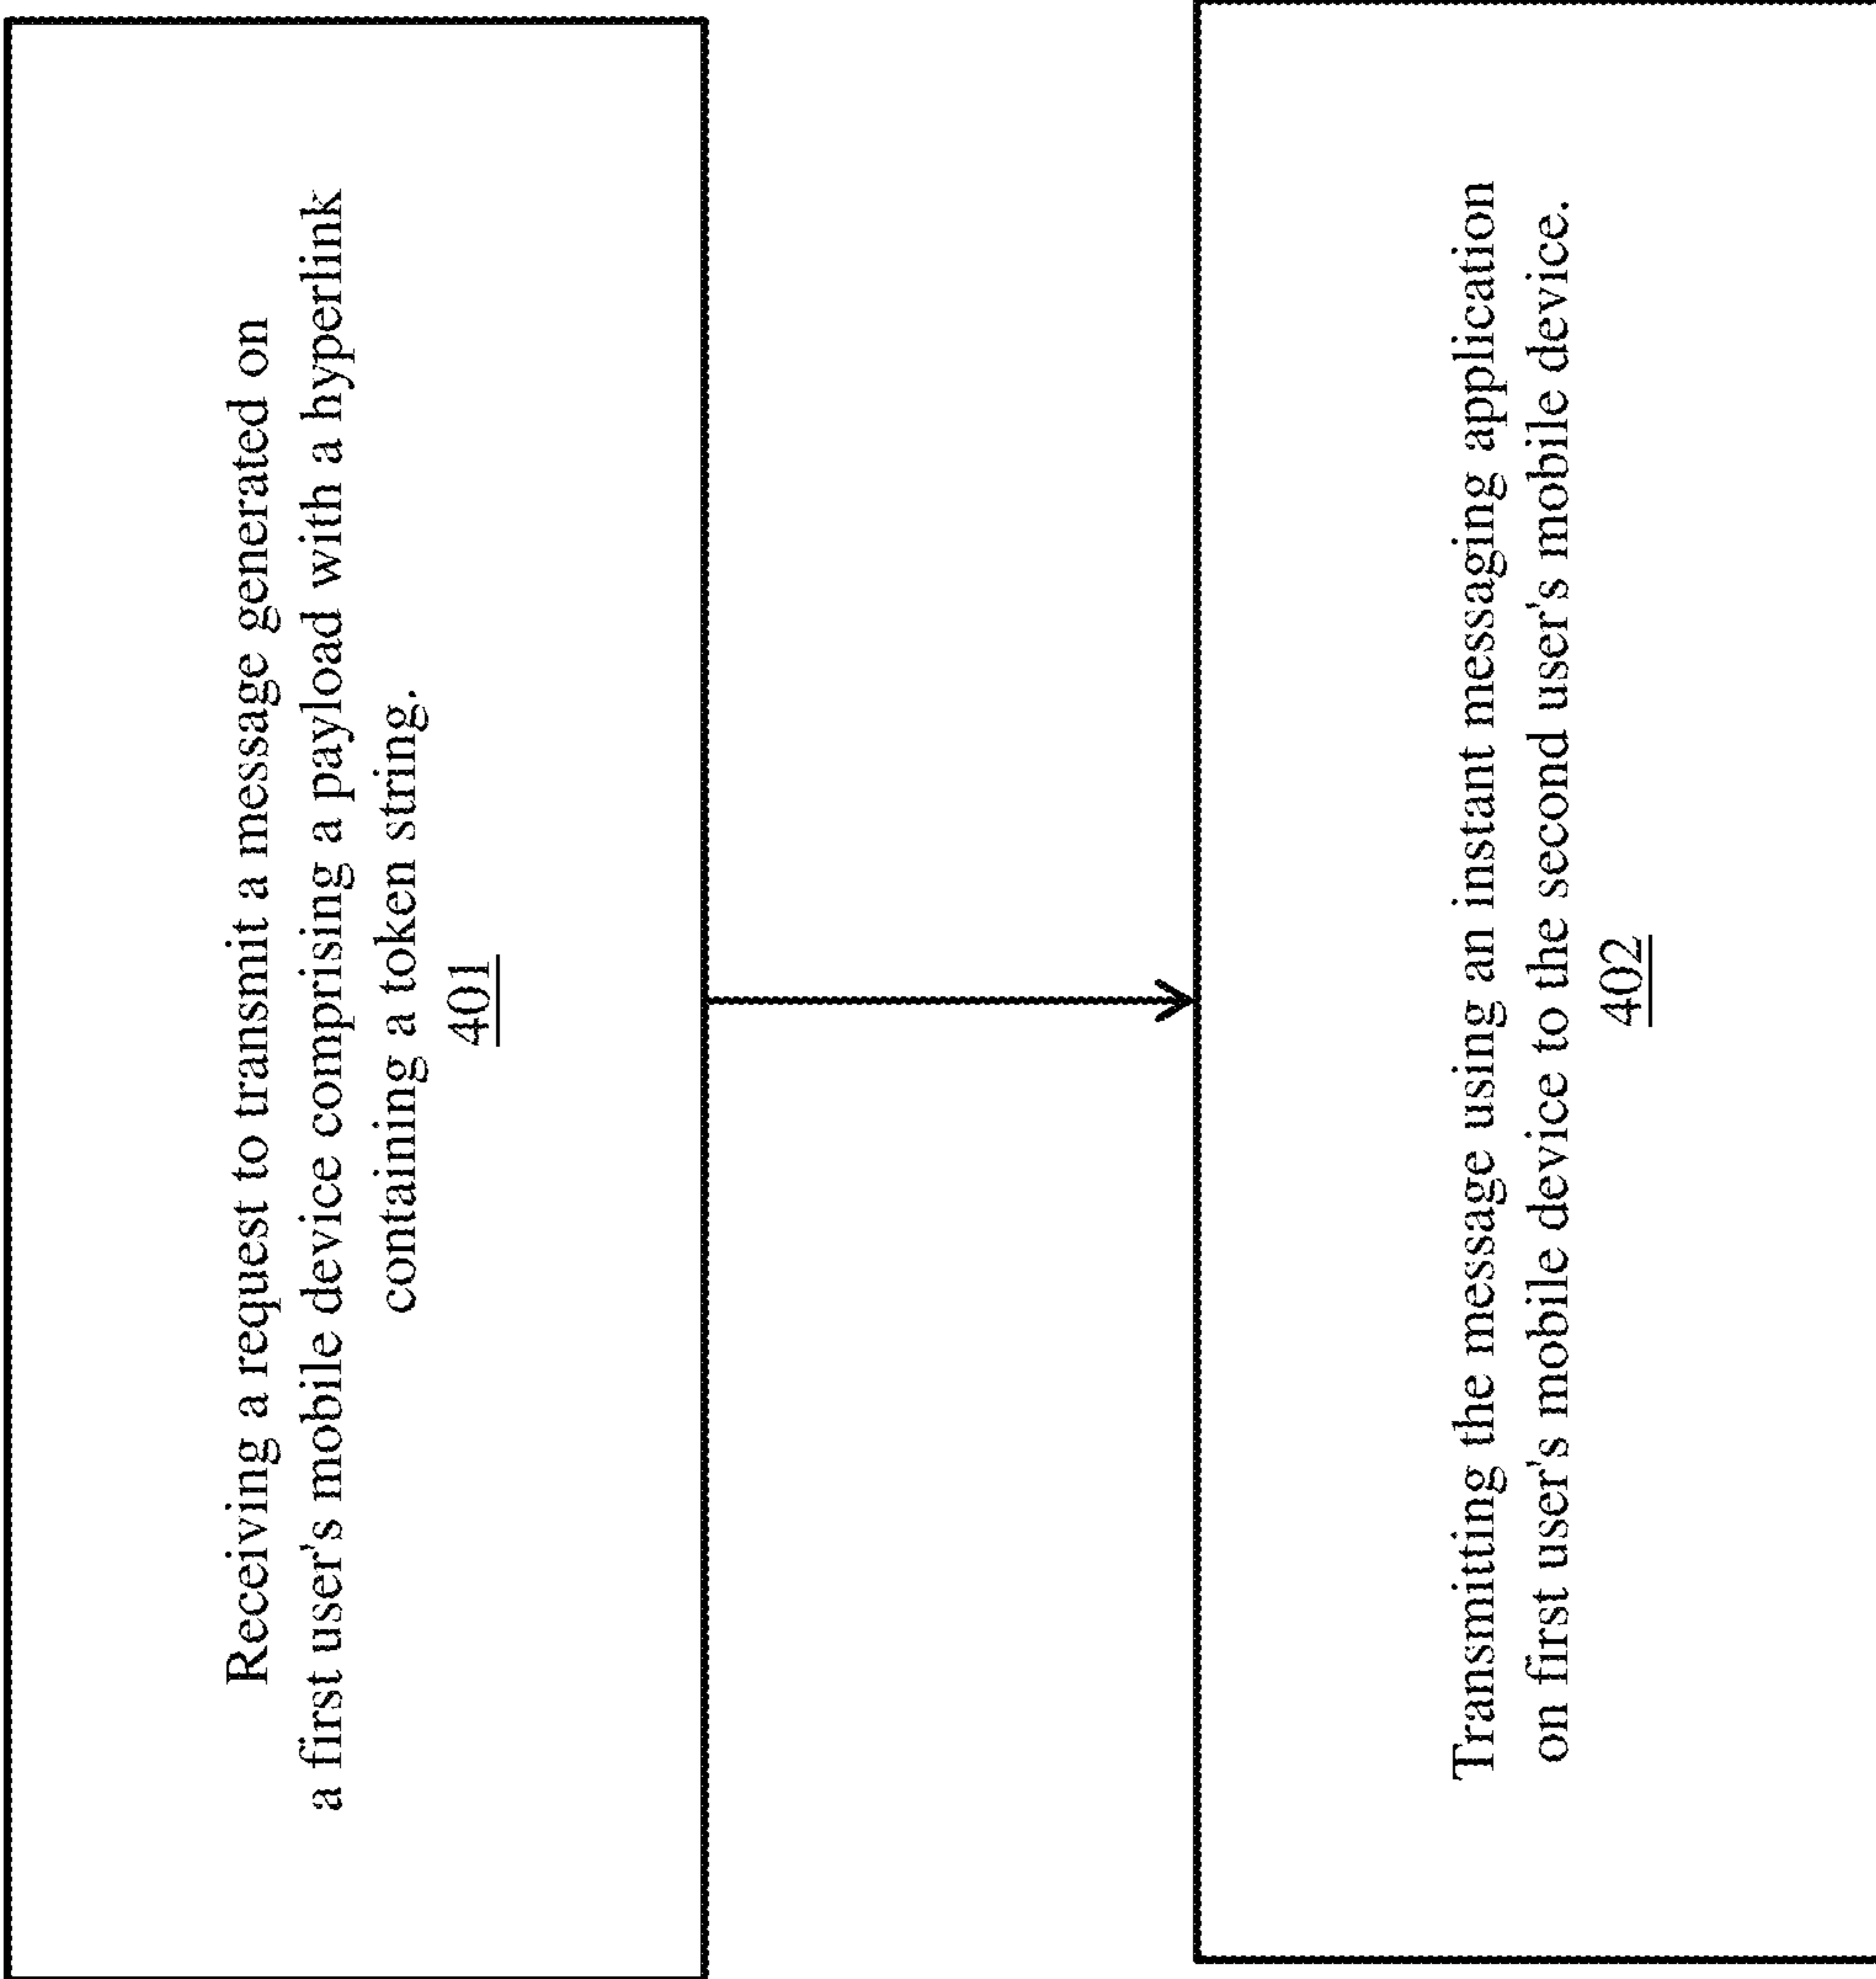 Receiving a request to transmit a message generated on
a first user's mobile device comprising a payload with a hyperlink
containing a token string.
401
Transmitting the message using an instant messaging application
on first user's mobile device to the second user's mobile device.
402